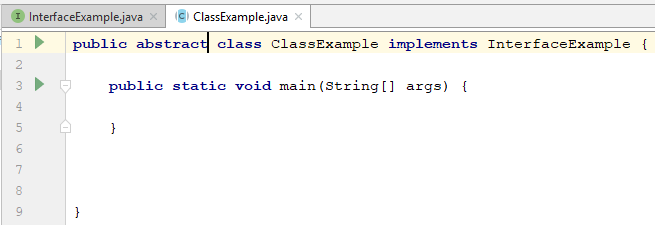 InterfaceExample.java × ClassExample.java ×
1 public abstract class ClassExample implements InterfaceExample {
2
3 public static void main(String[] args) {
4
5 }
6
7
8
9 }